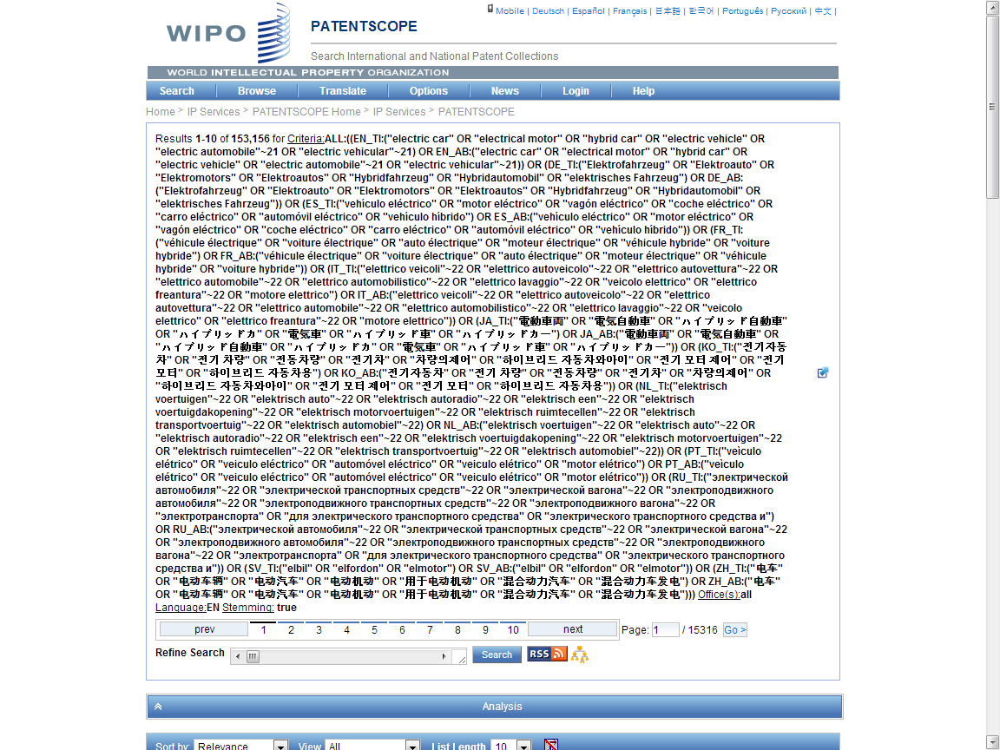 Mobile | Deutsch | Español | Français | 日本語 | 한국어 | Português | Русский | 中文 |
WIPO
PATENTSCOPE
Search International and National Patent Collections
WORLD INTELLECTUAL PROPERTY ORGANIZATION
Search Browse Translate Options News Login Help
Home > IP Services > PATENTSCOPE Home > IP Services > PATENTSCOPE
Results 1-10 of 153,156 for Criteria:ALL:((EN_TI:("electric car" OR "electrical motor" OR "hybrid car" OR "electric vehicle" OR
"electric automobile"~21 OR "electric vehicular"~21) OR EN_AB:("electric car" OR "electrical motor" OR "hybrid car" OR
"electric vehicle" OR "electric automobile"~21 OR "electric vehicular"~21)) OR (DE_TI:("Elektrofahrzeug" OR "Elektroauto" OR
"Elektromotors" OR "Elektroautos" OR "Hybridfahrzeug" OR "Hybridautomobil" OR "elektrisches Fahrzeug") OR DE_AB:
("Elektrofahrzeug" OR "Elektroauto" OR "Elektromotors" OR "Elektroautos" OR "Hybridfahrzeug" OR "Hybridautomobil" OR
"elektrisches Fahrzeug")) OR (ES_TI:("vehículo eléctrico" OR "motor eléctrico" OR "vagón eléctrico" OR "coche eléctrico" OR
"carro eléctrico" OR "automóvil eléctrico" OR "vehículo híbrido") OR ES_AB:("vehículo eléctrico" OR "motor eléctrico" OR
"vagón eléctrico" OR "coche eléctrico" OR "carro eléctrico" OR "automóvil eléctrico" OR "vehículo híbrido")) OR (FR_TI:
("véhicule électrique" OR "voiture électrique" OR "auto électrique" OR "moteur électrique" OR "véhicule hybride" OR "voiture
hybride") OR FR_AB:("véhicule électrique" OR "voiture électrique" OR "auto électrique" OR "moteur électrique" OR "véhicule
hybride" OR "voiture hybride")) OR (IT_TI:("elettrico veicoli"~22 OR "elettrico autoveicolo"~22 OR "elettrico autovettura"~22 OR
"elettrico automobile"~22 OR "elettrico automobilistico"~22 OR "elettrico lavaggio"~22 OR "veicolo elettrico" OR "elettrico
freantura"~22 OR "motore elettrico") OR IT_AB:("elettrico veicoli"~22 OR "elettrico autoveicolo"~22 OR "elettrico
autovettura"~22 OR "elettrico automobile"~22 OR "elettrico automobilistico"~22 OR "elettrico lavaggio"~22 OR "veicolo
elettrico" OR "elettrico freantura"~22 OR "motore elettrico")) OR (JA_TI:("電動車両" OR "電気自動車" OR "ハイブリッド自動車"
OR "ハイブリッドカ" OR "電気車" OR "ハイブリッド車" OR "ハイブリッドカー") OR JA_AB:("電動車両" OR "電気自動車" OR
"ハイブリッド自動車" OR "ハイブリッドカ" OR "電気車" OR "ハイブリッド車" OR "ハイブリッドカー")) OR (KO_TI:("전기자동
차" OR "전기 차량" OR "전동차량" OR "전기차" OR "차량의제어" OR "하이브리드 자동차와아이" OR "전기 모터 제어" OR "전기
모터" OR "하이브리드 자동차용") OR KO_AB:("전기자동차" OR "전기 차량" OR "전동차량" OR "전기차" OR "차량의제어" OR
"하이브리드 자동차와아이" OR "전기 모터 제어" OR "전기 모터" OR "하이브리드 자동차용")) OR (NL_TI:("elektrisch
voertuigen"~22 OR "elektrisch auto"~22 OR "elektrisch autoradio"~22 OR "elektrisch een"~22 OR "elektrisch
voertuigdakopening"~22 OR "elektrisch motorvoertuigen"~22 OR "elektrisch ruimtecellen"~22 OR "elektrisch
transportvoertuig"~22 OR "elektrisch automobiel"~22) OR NL_AB:("elektrisch voertuigen"~22 OR "elektrisch auto"~22 OR
"elektrisch autoradio"~22 OR "elektrisch een"~22 OR "elektrisch voertuigdakopening"~22 OR "elektrisch motorvoertuigen"~22
OR "elektrisch ruimtecellen"~22 OR "elektrisch transportvoertuig"~22 OR "elektrisch automobiel"~22)) OR (PT_TI:("veìculo
elétrico" OR "veiculo eléctrico" OR "automóvel eléctrico" OR "veiculo elétrico" OR "motor elétrico") OR PT_AB:("veìculo
elétrico" OR "veiculo eléctrico" OR "automóvel eléctrico" OR "veiculo elétrico" OR "motor elétrico")) OR (RU_TI:("электрической
автомобиля"~22 OR "электрической транспортных средств"~22 OR "электрической вагона"~22 OR "электроподвижного
автомобиля"~22 OR "электроподвижного транспортных средств"~22 OR "электроподвижного вагона"~22 OR
"электротранспорта" OR "для электрического транспортного средства" OR "электрического транспортного средства и")
OR RU_AB:("электрической автомобиля"~22 OR "электрической транспортных средств"~22 OR "электрической вагона"~22
OR "электроподвижного автомобиля"~22 OR "электроподвижного транспортных средств"~22 OR "электроподвижного
вагона"~22 OR "электротранспорта" OR "для электрического транспортного средства" OR "электрического транспортного
средства и")) OR (SV_TI:("elbil" OR "elfordon" OR "elmotor") OR SV_AB:("elbil" OR "elfordon" OR "elmotor")) OR (ZH_TI:("电车"
OR "电动车辆" OR "电动汽车" OR "电动机动" OR "用于电动机动" OR "混合动力汽车" OR "混合动力车发电") OR ZH_AB:("电车"
OR "电动车辆" OR "电动汽车" OR "电动机动" OR "用于电动机动" OR "混合动力汽车" OR "混合动力车发电"))) Office(s):all
Language:EN Stemming: true
prev 1 2 3 4 5 6 7 8 9 10 next Page: 1 / 15316 Go >
Refine Search Search RSS
Analysis
Sort by: Relevance View All List Length 10